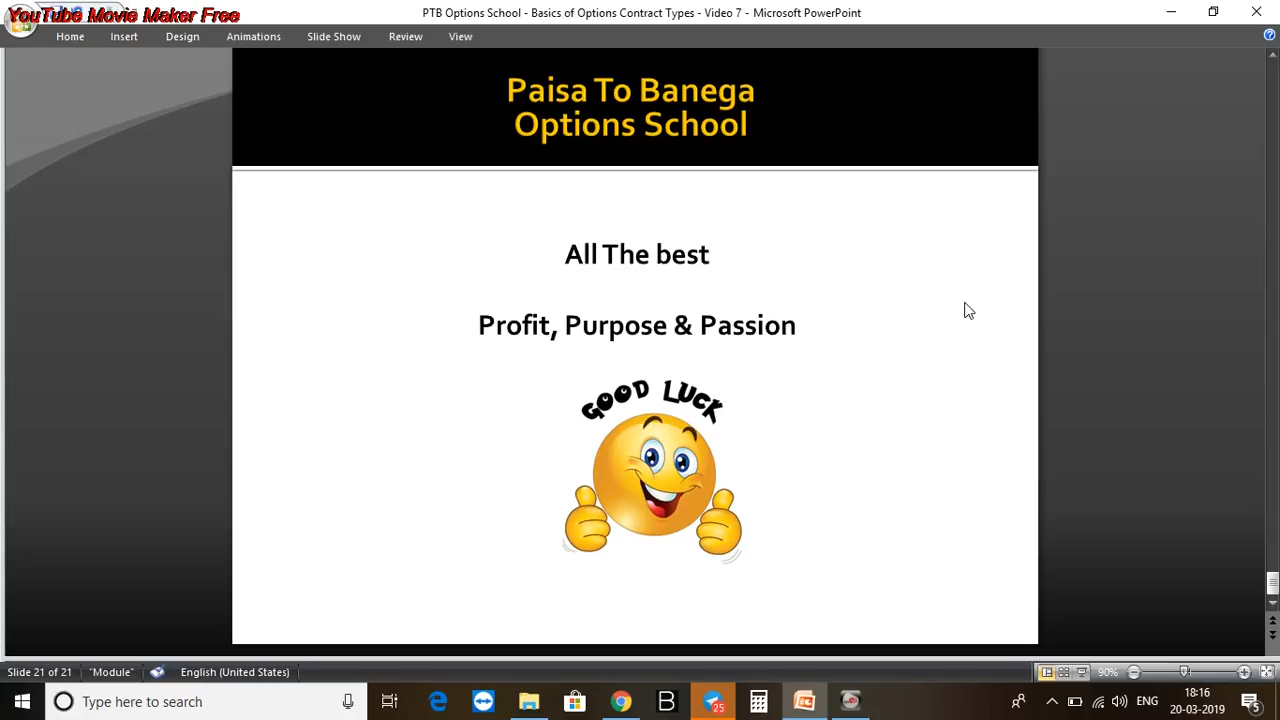 YouTube Movie Maker Free
PTB Options School - Basics of Options Contract Types - Video 7 - Microsoft PowerPoint
Home Insert Design Animations Slide Show Review View
Paisa To Banega
Options School
All The best
Profit, Purpose & Passion
GOOD LUCK
Slide 21 of 21 "Module" English (United States) 90%
Type here to search
25
ENG
18:16
20-03-2019
5